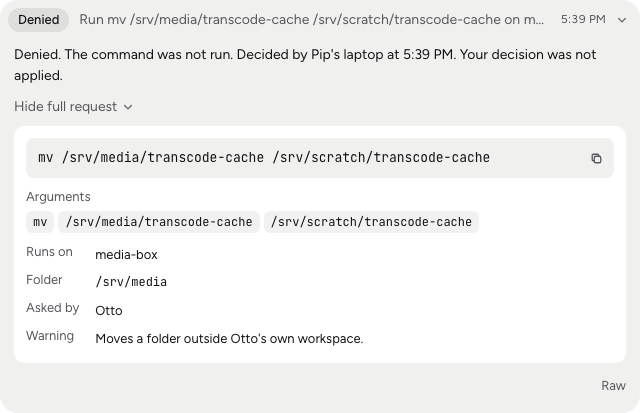 Denied Run mv /srv/media/transcode-cache /srv/scratch/transcode-cache on m... 5:39 PM
Denied. The command was not run. Decided by Pip's laptop at 5:39 PM. Your decision was not
applied.
Hide full request
mv /srv/media/transcode-cache /srv/scratch/transcode-cache
Arguments
mv /srv/media/transcode-cache /srv/scratch/transcode-cache
Runs on media-box
Folder /srv/media
Asked by Otto
Warning Moves a folder outside Otto's own workspace.
Raw